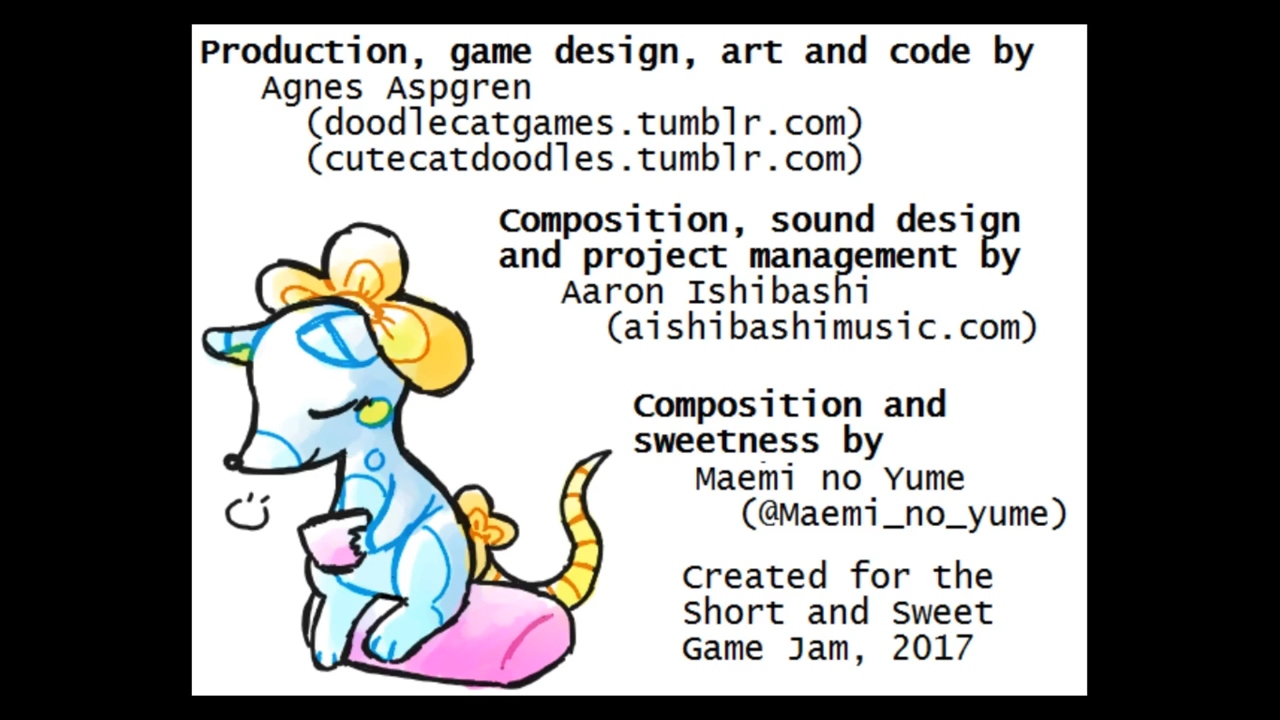 Production, game design, art and code by
Agnes Aspgren
(doodlecatgames.tumblr.com)
(cutecatdoodles.tumblr.com)
Composition, sound design
and project management by
Aaron Ishibashi
(aishibashimusic.com)
Composition and
sweetness by
Maemi no Yume
(@Maemi_no_yume)
Created for the
Short and Sweet
Game Jam, 2017